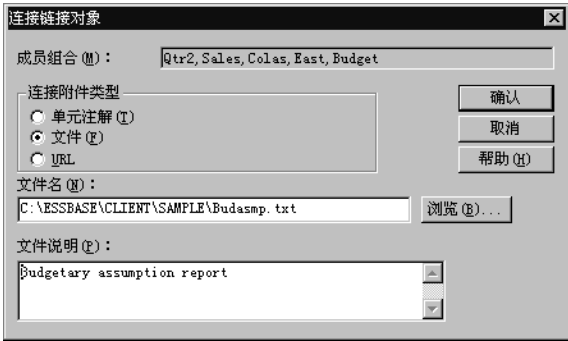 连接链接对象
成员组合(M): Qtr2,Sales,Colas,East,Budget
连接附件类型
单元注解(T)
文件(F)
URL
确认
取消
帮助(H)
文件名(N):
C:\ESSBASE\CLIENT\SAMPLE\Budasmp.txt
浏览(B)...
文件说明(P):
Budgetary assumption report